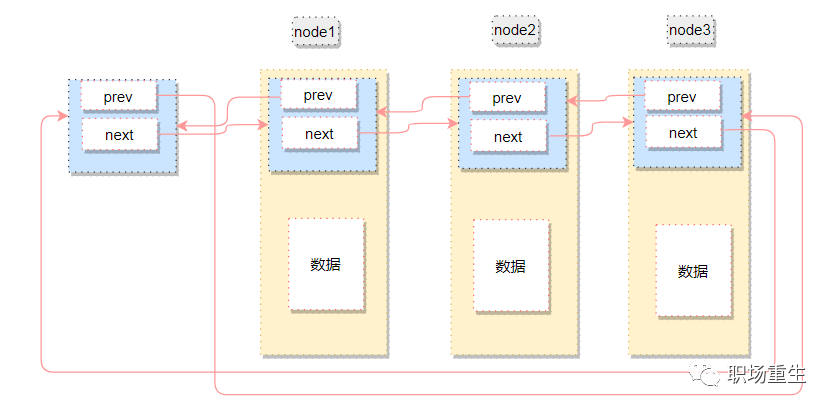 node1
node2
node3
prev
prev
prev
prev
next
next
next
next
数据
数据
数据
职场重生